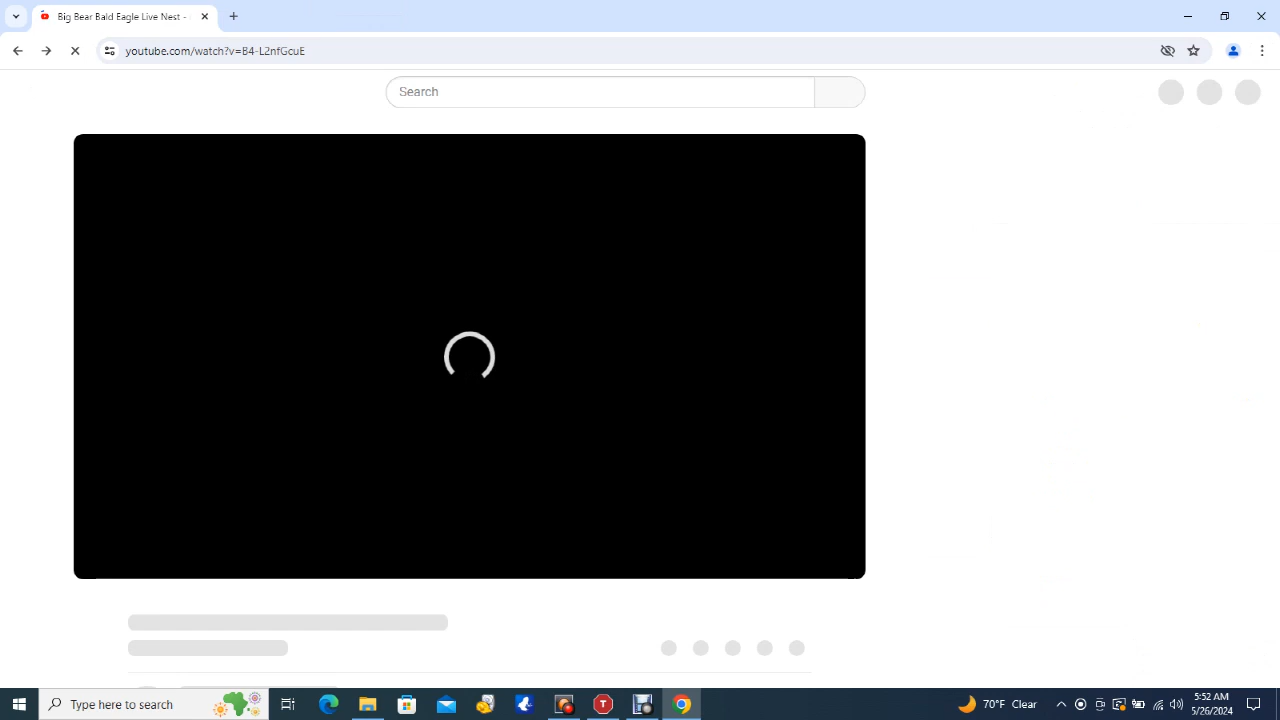 Big Bear Bald Eagle Live Nest -
youtube.com/watch?v=B4-L2nfGcuE
Search
Type here to search
T
70°F Clear
5:52 AM
5/26/2024